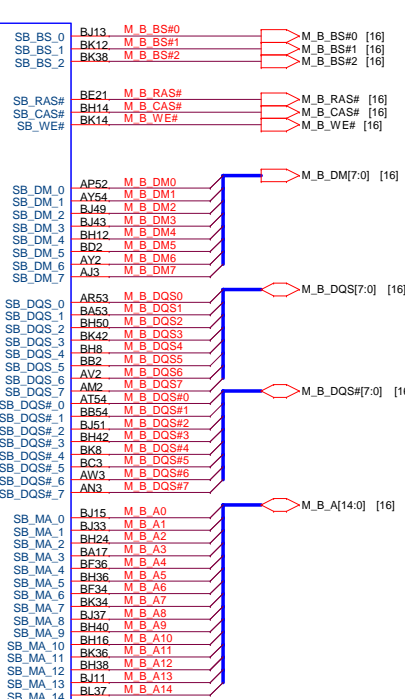 SB_BS_0 BJ13 M_B_BS#0 M_B_BS#0 [16]
SB_BS_1 BK12 M_B_BS#1 M_B_BS#1 [16]
SB_BS_2 BK38 M_B_BS#2 M_B_BS#2 [16]
SB_RAS# BE21 M_B_RAS# M_B_RAS# [16]
SB_CAS# BH14 M_B_CAS# M_B_CAS# [16]
SB_WE# BK14 M_B_WE# M_B_WE# [16]
M_B_DM[7:0] [16]
SB_DM_0 AP52 M_B_DM0
SB_DM_1 AY54 M_B_DM1
SB_DM_2 BJ49 M_B_DM2
SB_DM_3 BJ43 M_B_DM3
SB_DM_4 BH12 M_B_DM4
SB_DM_5 BD2 M_B_DM5
SB_DM_6 AY2 M_B_DM6
SB_DM_7 AJ3 M_B_DM7
M_B_DQS[7:0] [16]
SB_DQS_0 AR53 M_B_DQS0
SB_DQS_1 BA53 M_B_DQS1
SB_DQS_2 BH50 M_B_DQS2
SB_DQS_3 BK42 M_B_DQS3
SB_DQS_4 BH8 M_B_DQS4
SB_DQS_5 BB2 M_B_DQS5
SB_DQS_6 AV2 M_B_DQS6
SB_DQS_7 AM2 M_B_DQS7
M_B_DQS#[7:0] [16
SB_DQS#_0 AT54 M_B_DQS#0
SB_DQS#_1 BB54 M_B_DQS#1
SB_DQS#_2 BJ51 M_B_DQS#2
SB_DQS#_3 BH42 M_B_DQS#3
SB_DQS#_4 BK8 M_B_DQS#4
SB_DQS#_5 BC3 M_B_DQS#5
SB_DQS#_6 AW3 M_B_DQS#6
SB_DQS#_7 AN3 M_B_DQS#7
M_B_A[14:0] [16]
SB_MA_0 BJ15 M_B_A0
SB_MA_1 BJ33 M_B_A1
SB_MA_2 BH24 M_B_A2
SB_MA_3 BA17 M_B_A3
SB_MA_4 BF36 M_B_A4
SB_MA_5 BH36 M_B_A5
SB_MA_6 BF34 M_B_A6
SB_MA_7 BK34 M_B_A7
SB_MA_8 BJ37 M_B_A8
SB_MA_9 BH40 M_B_A9
SB_MA_10 BH16 M_B_A10
SB_MA_11 BK36 M_B_A11
SB_MA_12 BH38 M_B_A12
SB_MA_13 BJ11 M_B_A13
SB_MA_14 BL37 M_B_A14